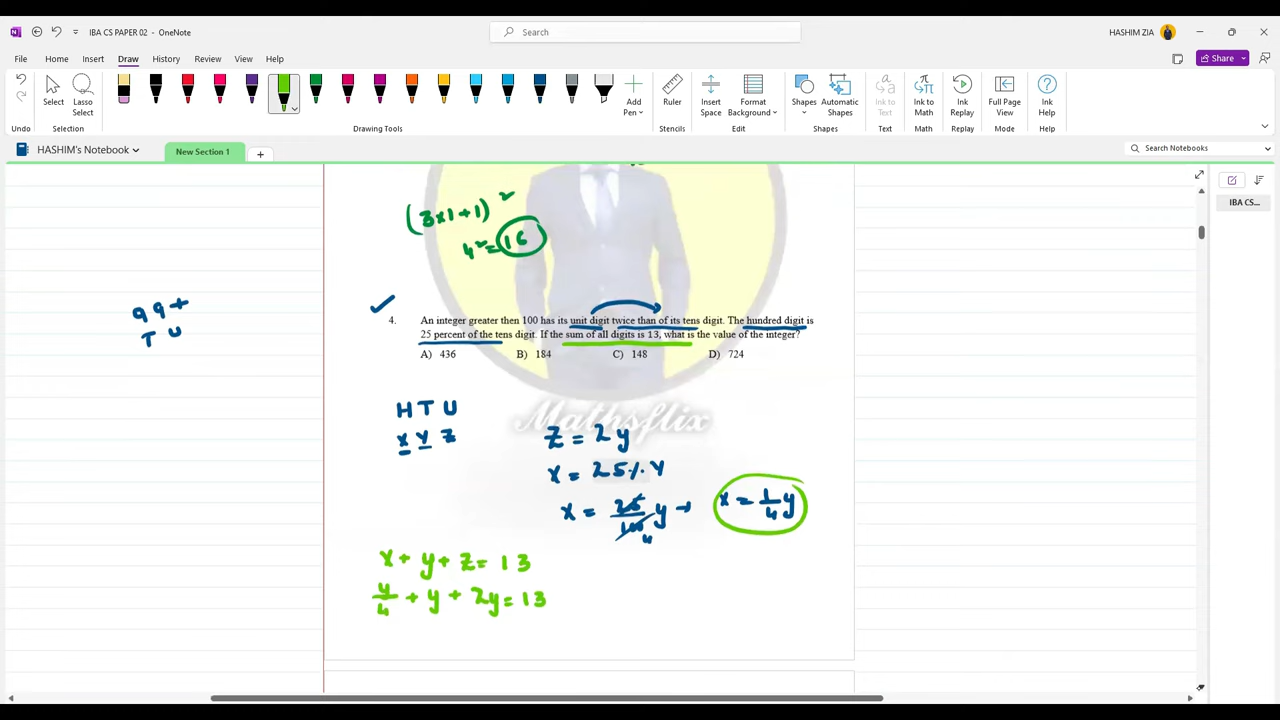 IBA CS PAPER 02 - OneNote
Search
HASHIM ZIA
File Home Insert Draw History Review View Help
Share
Undo
Select
Lasso Select
Add Pen
Ruler
Insert Space
Format Background
Shapes
Automatic Shapes
Ink to Text
Ink to Math
Ink Replay
Full Page View
Ink Help
Undo Selection Drawing Tools Stencils Edit Shapes Text Math Replay Mode Help
HASHIM's Notebook
New Section 1
+
Search Notebooks
IBA CS...
(3x1+1)²
4²=16
99+
T U
4. An integer greater then 100 has its unit digit twice than of its tens digit. The hundred digit is
25 percent of the tens digit. If the sum of all digits is 13, what is the value of the integer?
A) 436 B) 184 C) 148 D) 724
Mathsflix
H T U
x y z
z = 2y
x = 25% y
x = 25/100 y → x = 1/4 y
4
x + y + z = 13
y/4 + y + 2y = 13